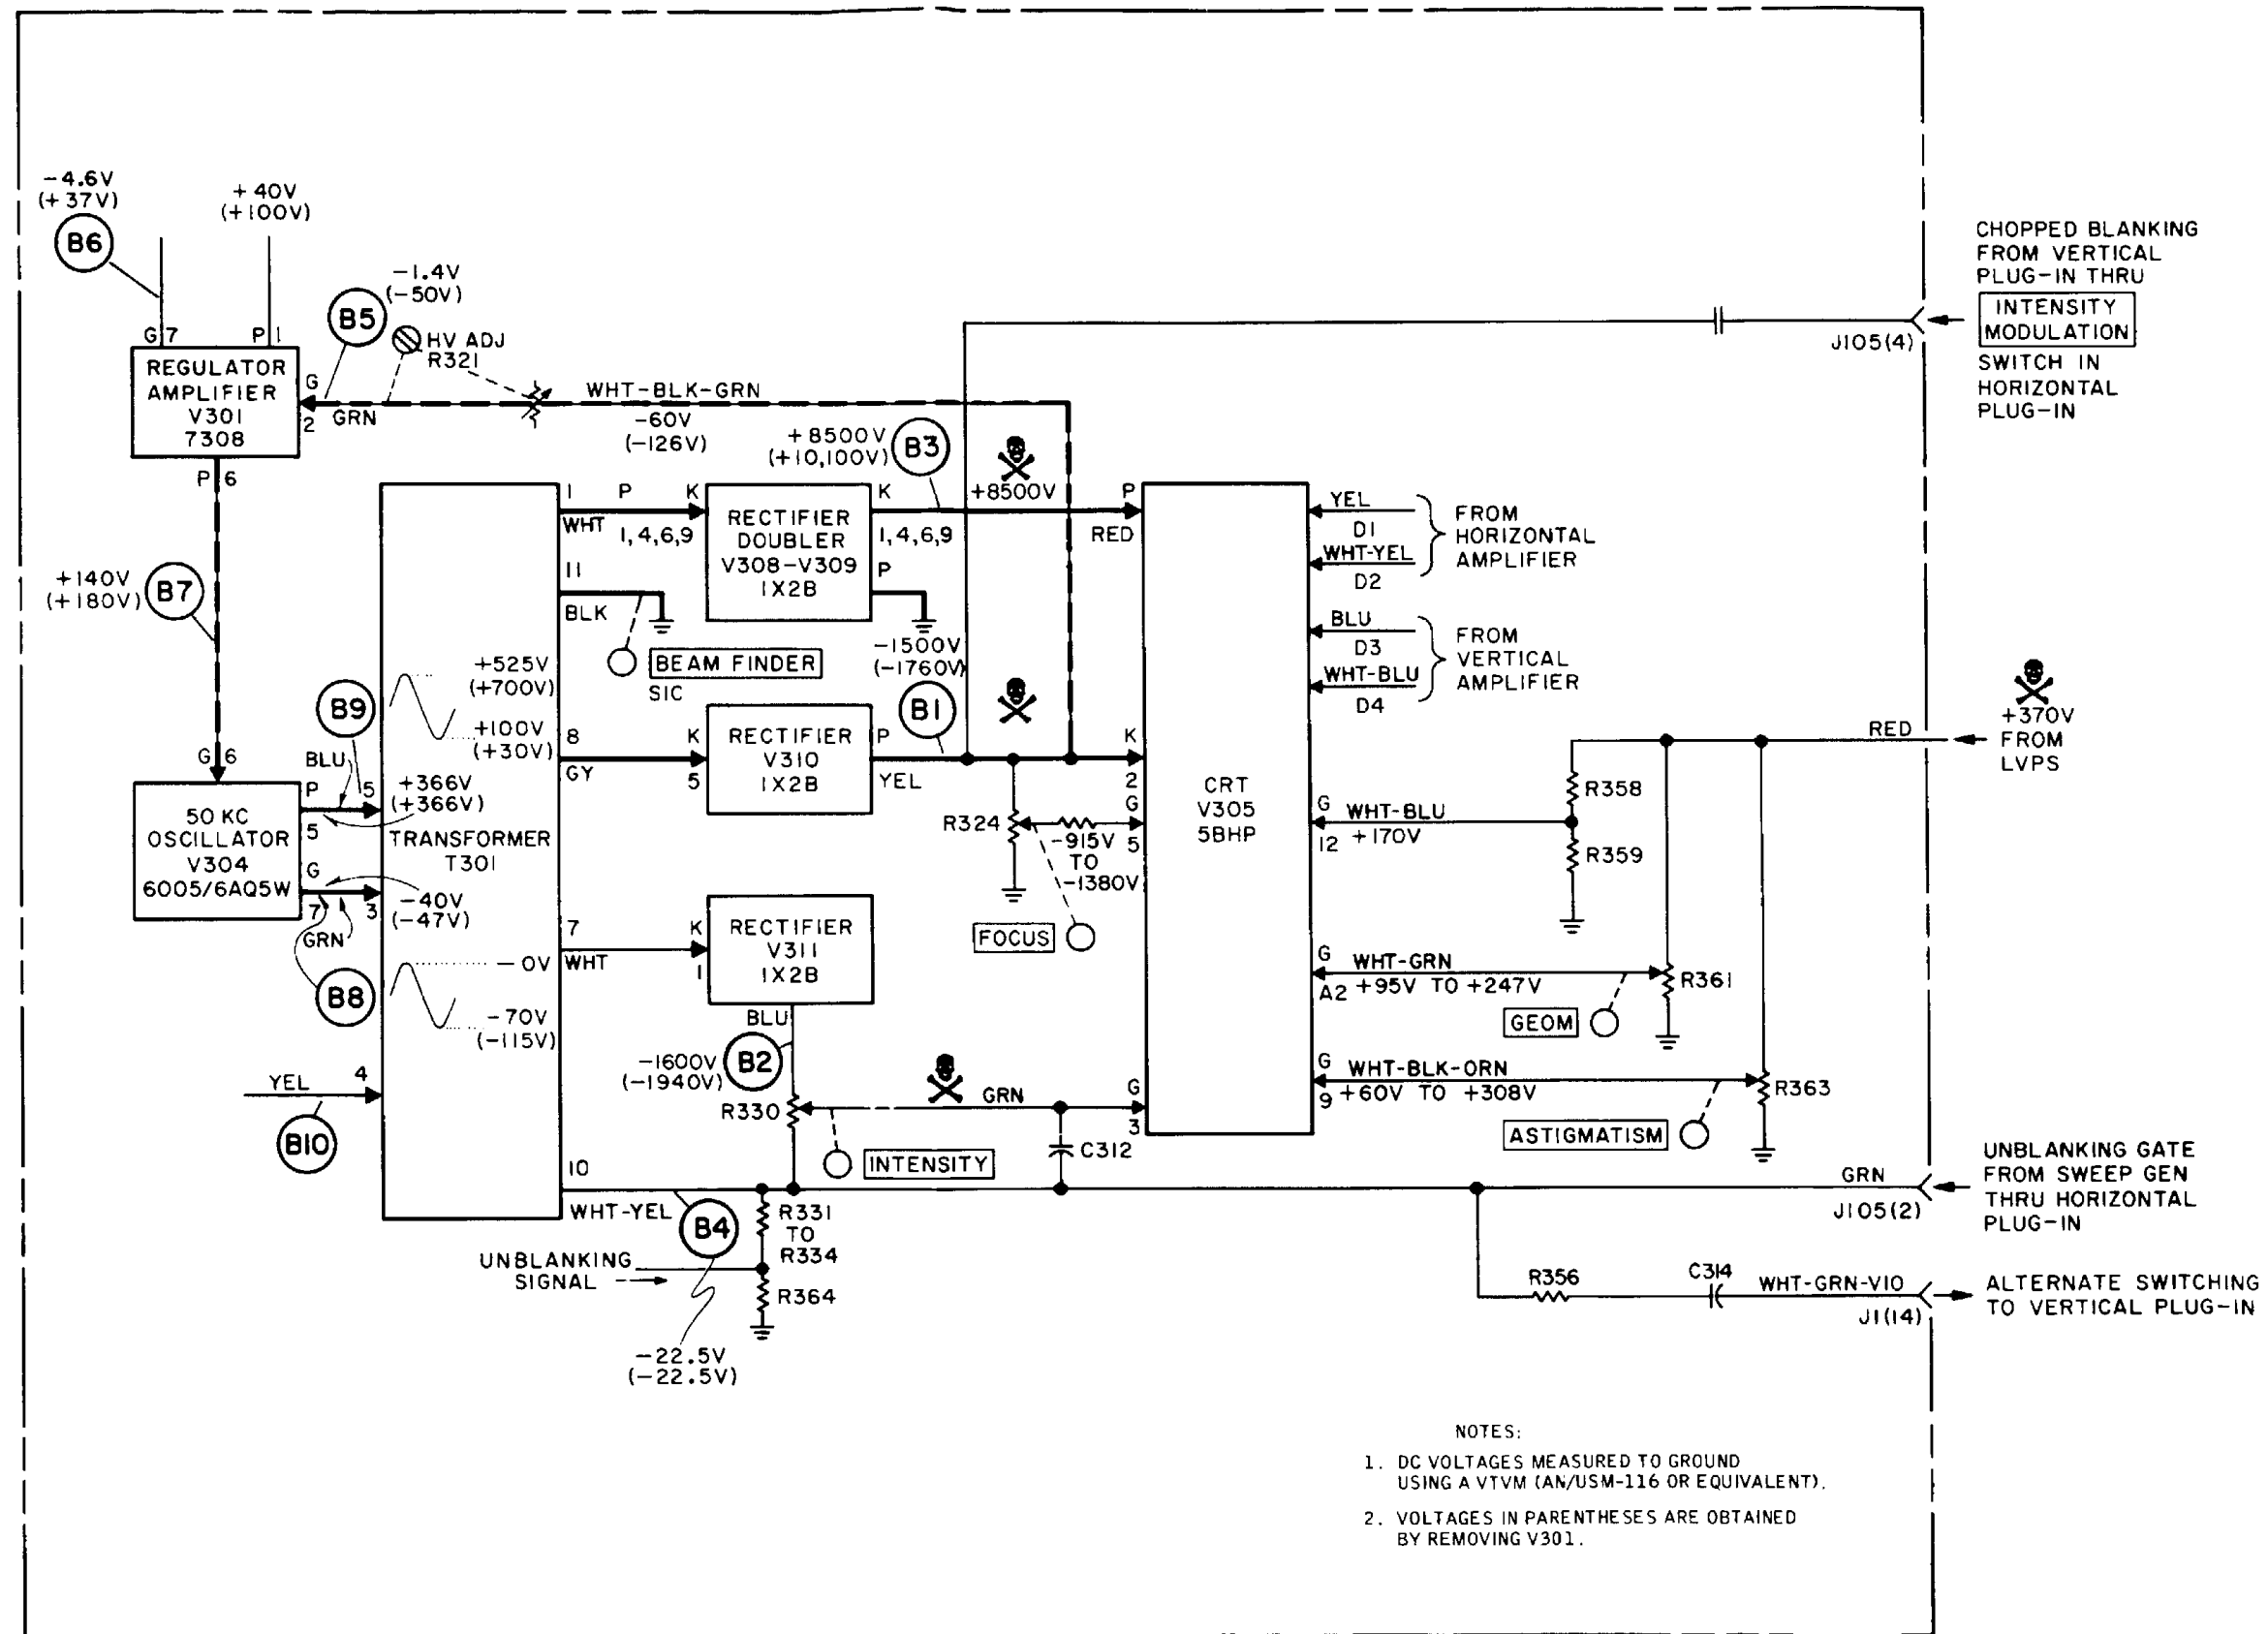 -4.6V
(+37V)
B6
+40V
(+100V)
-1.4V
(-50V)
B5
HV ADJ
R321
G 7
P 1
REGULATOR
AMPLIFIER
V301
7308
G
2
GRN
WHT-BLK-GRN
-60V
(-126V)
P 6
+140V
(+180V)
B7
G 6
50 KC
OSCILLATOR
V304
6005/6AQ5W
P
5
BLU
5
+366V
(+366V)
G
7
GRN
3
-40V
(-47V)
B9
+525V
(+700V)
+100V
(+30V)
TRANSFORMER
T301
B8
-0V
-70V
(-115V)
YEL
4
B10
1
WHT
P
K
1,4,6,9
RECTIFIER
DOUBLER
V308-V309
1X2B
K
1,4,6,9
P
+8500V
(+10,100V)
B3
+8500V
P
RED
11
BLK
BEAM FINDER
S1C
8
GY
K
5
RECTIFIER
V310
1X2B
P
YEL
-1500V
(-1760V)
B1
K
2
G
5
R324
-915V
TO
-1380V
FOCUS
7
WHT
K
1
RECTIFIER
V311
1X2B
BLU
-1600V
(-1940V)
B2
R330
GRN
G
3
INTENSITY
C312
10
WHT-YEL
B4
R331
TO
R334
UNBLANKING
SIGNAL
R364
-22.5V
(-22.5V)
CRT
V305
5BHP
YEL
D1
WHT-YEL
D2
FROM
HORIZONTAL
AMPLIFIER
BLU
D3
WHT-BLU
D4
FROM
VERTICAL
AMPLIFIER
G
12
WHT-BLU
+170V
R358
R359
G
A2
WHT-GRN
+95V TO +247V
R361
GEOM
G
9
WHT-BLK-ORN
+60V TO +308V
R363
ASTIGMATISM
J105(4)
CHOPPED BLANKING
FROM VERTICAL
PLUG-IN THRU
INTENSITY
MODULATION
SWITCH IN
HORIZONTAL
PLUG-IN
RED
+370V
FROM
LVPS
GRN
J105(2)
UNBLANKING GATE
FROM SWEEP GEN
THRU HORIZONTAL
PLUG-IN
R356
C314
WHT-GRN-VIO
J1(14)
ALTERNATE SWITCHING
TO VERTICAL PLUG-IN
NOTES:
1. DC VOLTAGES MEASURED TO GROUND
USING A VTVM (AN/USM-116 OR EQUIVALENT).
2. VOLTAGES IN PARENTHESES ARE OBTAINED
BY REMOVING V301.